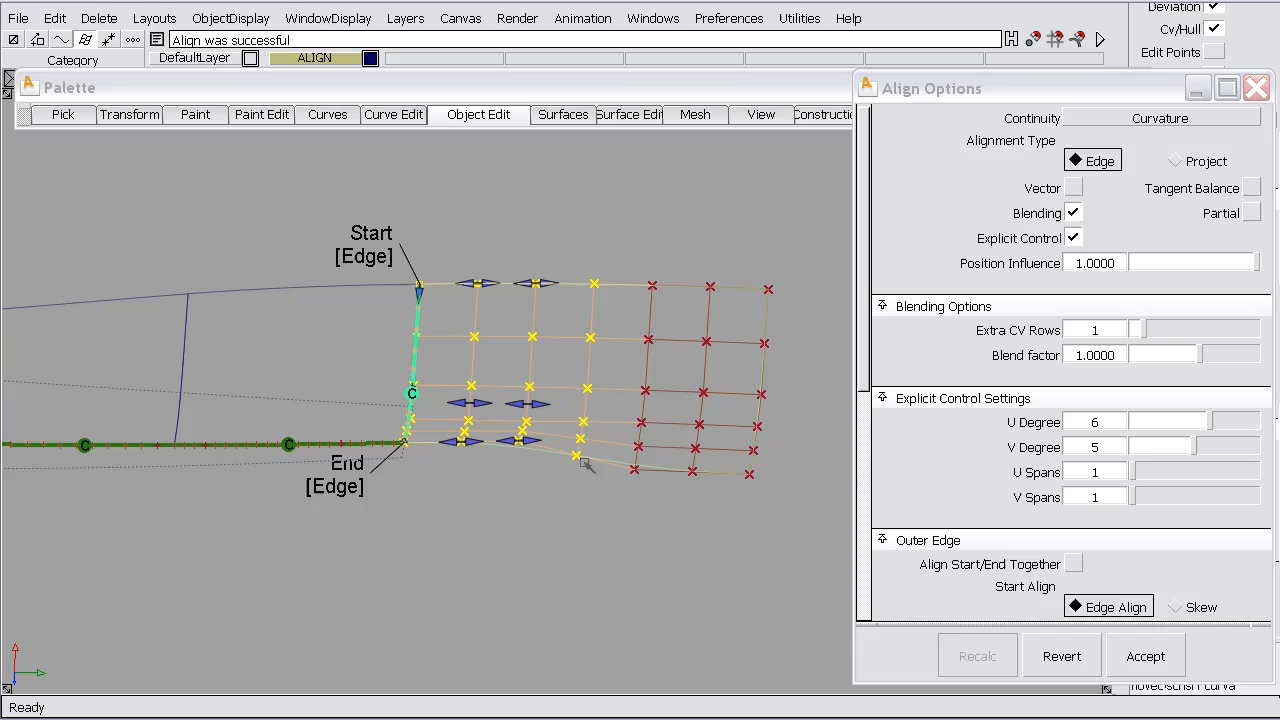 File Edit Delete Layouts ObjectDisplay WindowDisplay Layers Canvas Render Animation Windows Preferences Utilities Help
Deviation
Align was successful
Cv/Hull
Category
DefaultLayer
ALIGN
Edit Points
Palette
Pick Transform Paint Paint Edit Curves Curve Edit Object Edit Surfaces Surface Edi Mesh View Constructio
Align Options
Continuity Curvature
Alignment Type
Edge Project
Vector Tangent Balance
Blending Partial
Explicit Control
Position Influence 1.0000
Blending Options
Extra CV Rows 1
Blend factor 1.0000
Explicit Control Settings
U Degree 6
V Degree 5
U Spans 1
V Spans 1
Outer Edge
Align Start/End Together
Start Align
Edge Align Skew
Recalc Revert Accept
Start
[Edge]
C
C
C
End
[Edge]
Ready